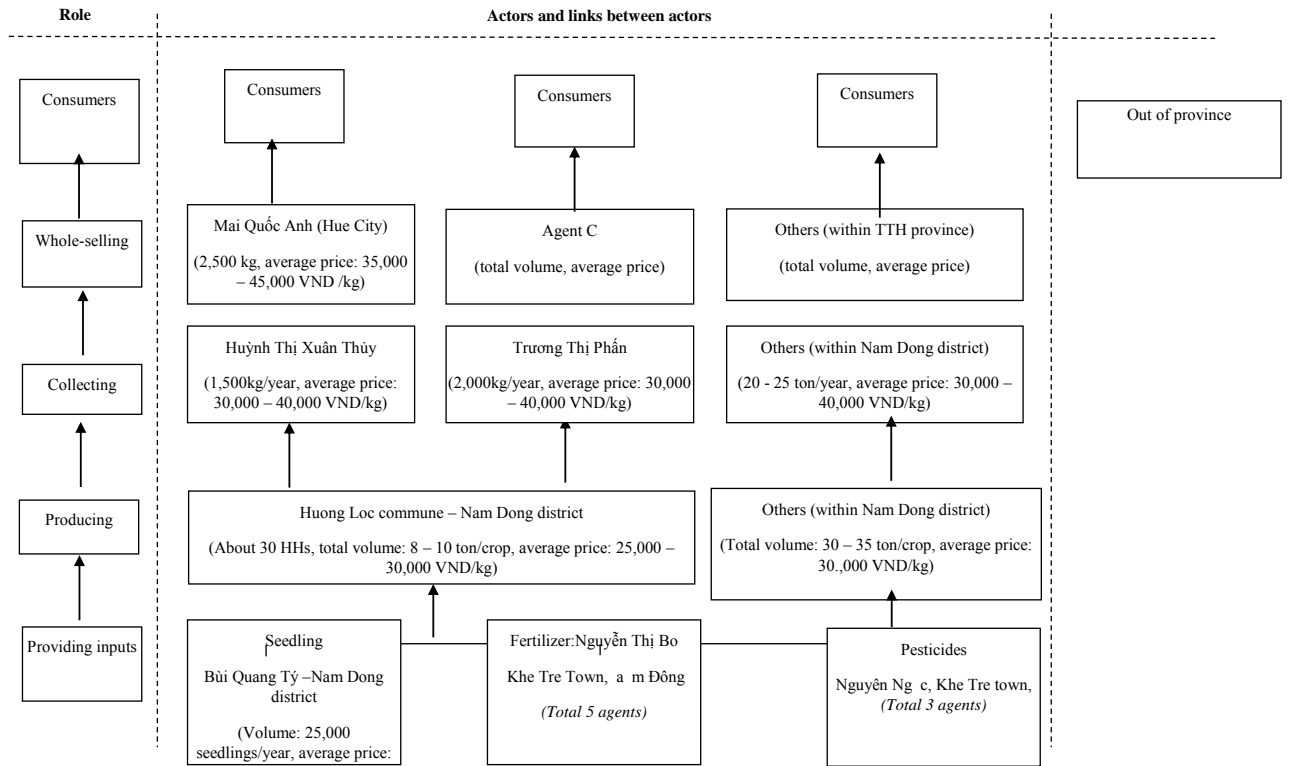 Role
Actors and links between actors
Consumers
Consumers
Consumers
Consumers
Out of province
Whole-selling
Mai Quốc Anh (Hue City)
(2,500 kg, average price: 35,000
– 45,000 VND /kg)
Agent C
(total volume, average price)
Others (within TTH province)
(total volume, average price)
Collecting
Huỳnh Thị Xuân Thủy
(1,500kg/year, average price:
30,000 – 40,000 VND/kg)
Trương Thị Phấn
(2,000kg/year, average price: 30,000
– 40,000 VND/kg)
Others (within Nam Dong district)
(20 - 25 ton/year, average price: 30,000 –
40,000 VND/kg)
Producing
Huong Loc commune – Nam Dong district
(About 30 HHs, total volume: 8 – 10 ton/crop, average price: 25,000 –
30,000 VND/kg)
Others (within Nam Dong district)
(Total volume: 30 – 35 ton/crop, average price:
30.,000 VND/kg)
Providing inputs
Seedling
Bùi Quang Tý –Nam Dong
district
(Volume: 25,000
seedlings/year, average price:
Fertilizer:Nguyễn Thị Bo
Khe Tre Town, a m Đông
(Total 5 agents)
Pesticides
Nguyên Ng c, Khe Tre town,
(Total 3 agents)